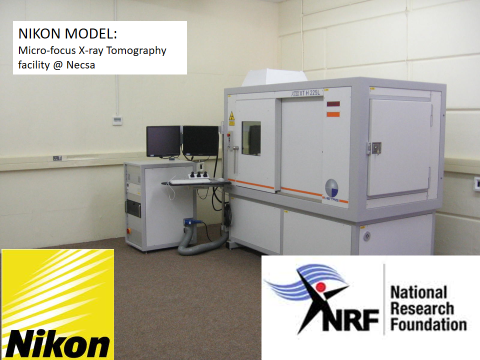 NIKON MODEL:
Micro-focus X-ray Tomography
facility @ Necsa
Nikon
NRF
National
Research
Foundation